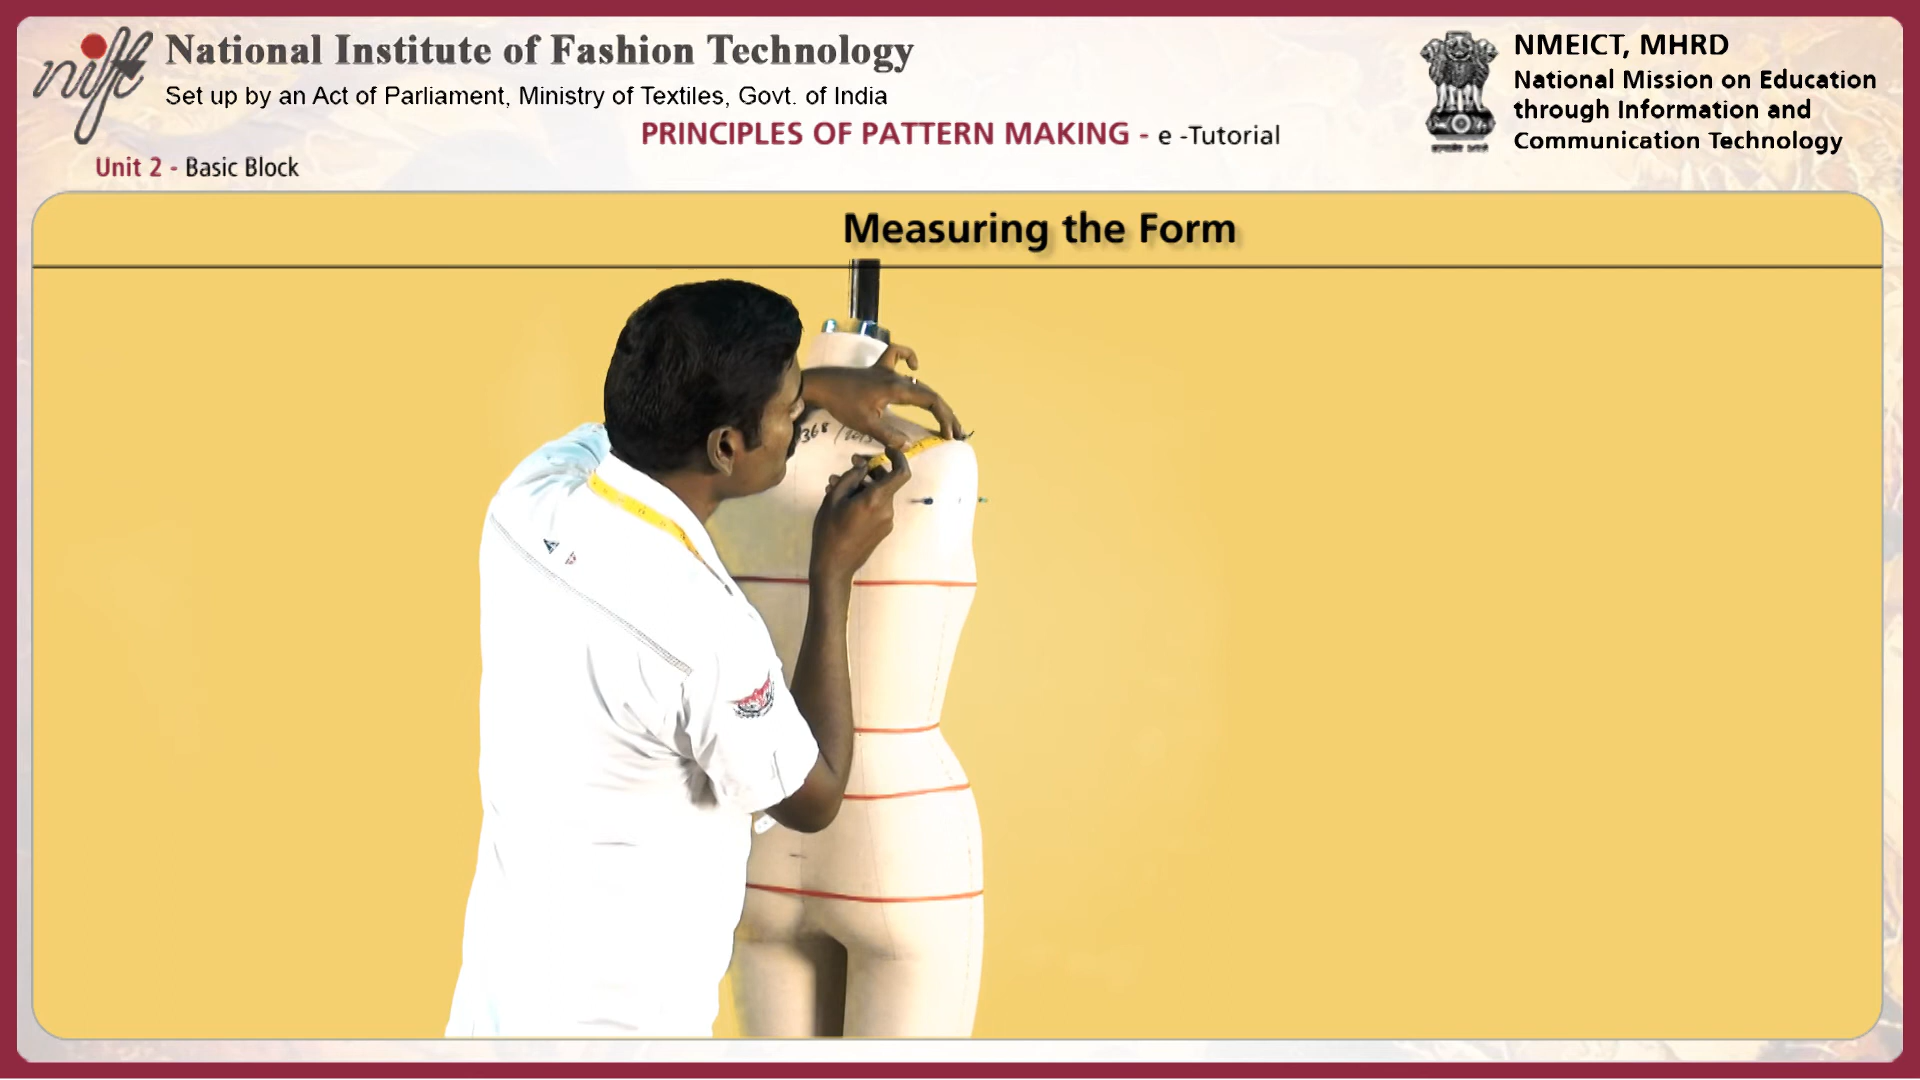 nift
National Institute of Fashion Technology
Set up by an Act of Parliament, Ministry of Textiles, Govt. of India
NMEICT, MHRD
National Mission on Education
through Information and
Communication Technology
PRINCIPLES OF PATTERN MAKING - e -Tutorial
Unit 2 - Basic Block
Measuring the Form